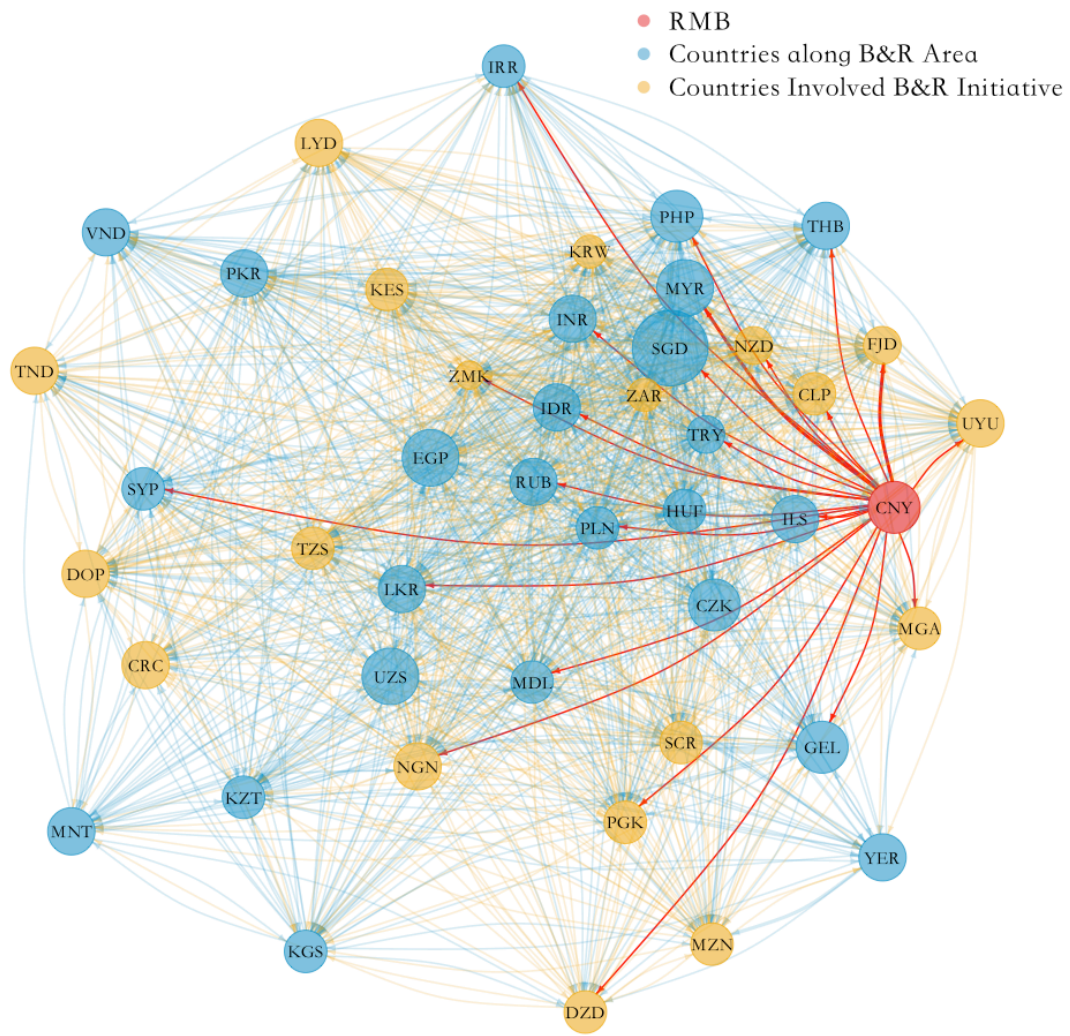 RMB
Countries along B&R Area
Countries Involved B&R Initiative
IRR
LYD
PHP
THB
VND
KRW
PKR
KES
MYR
INR
SGD
NZD
FJD
TND
ZMK
ZAR
CLP
IDR
TRY
UYU
EGP
SYP
RUB
CNY
HUF
PLN
ILS
TZS
DOP
LKR
CZK
MGA
CRC
UZS
MDL
SCR
GEL
NGN
KZT
PGK
MNT
YER
MZN
KGS
DZD